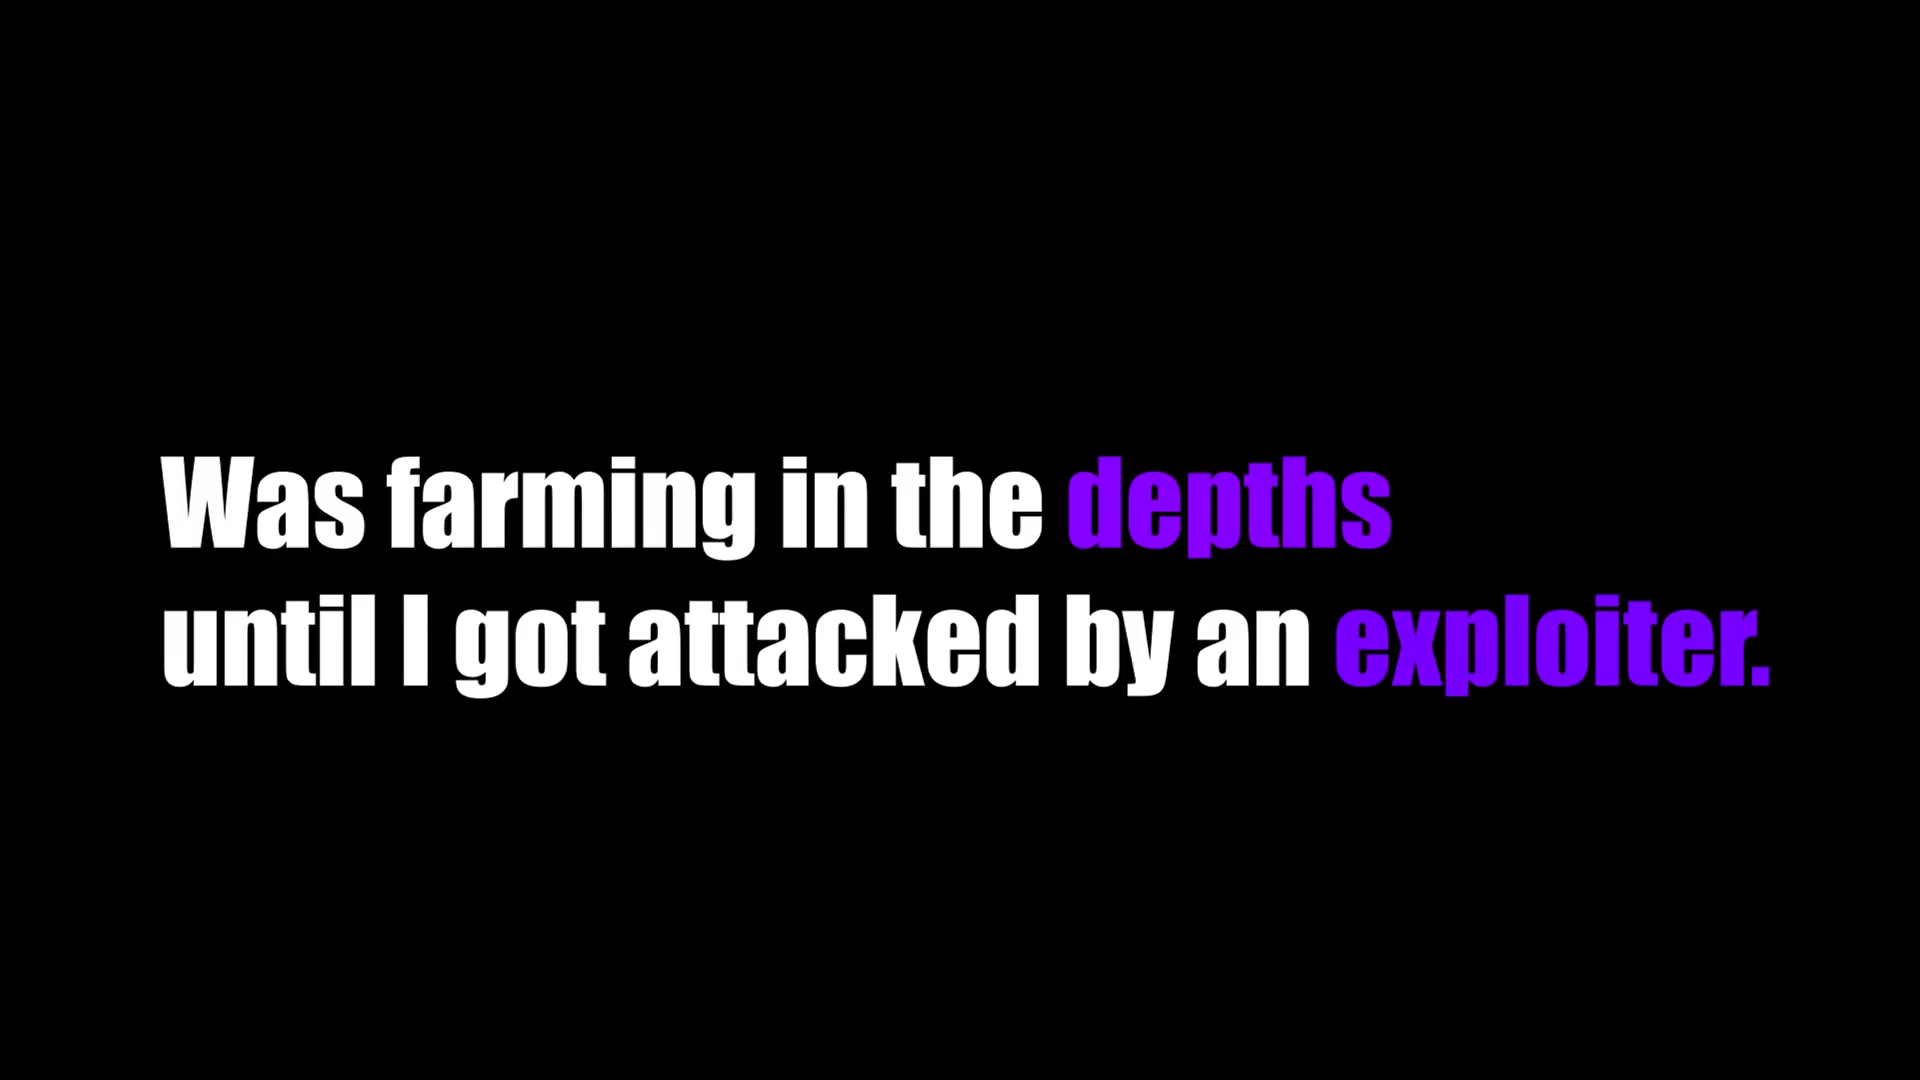 Was farming in the depths
until I got attacked by an exploiter.